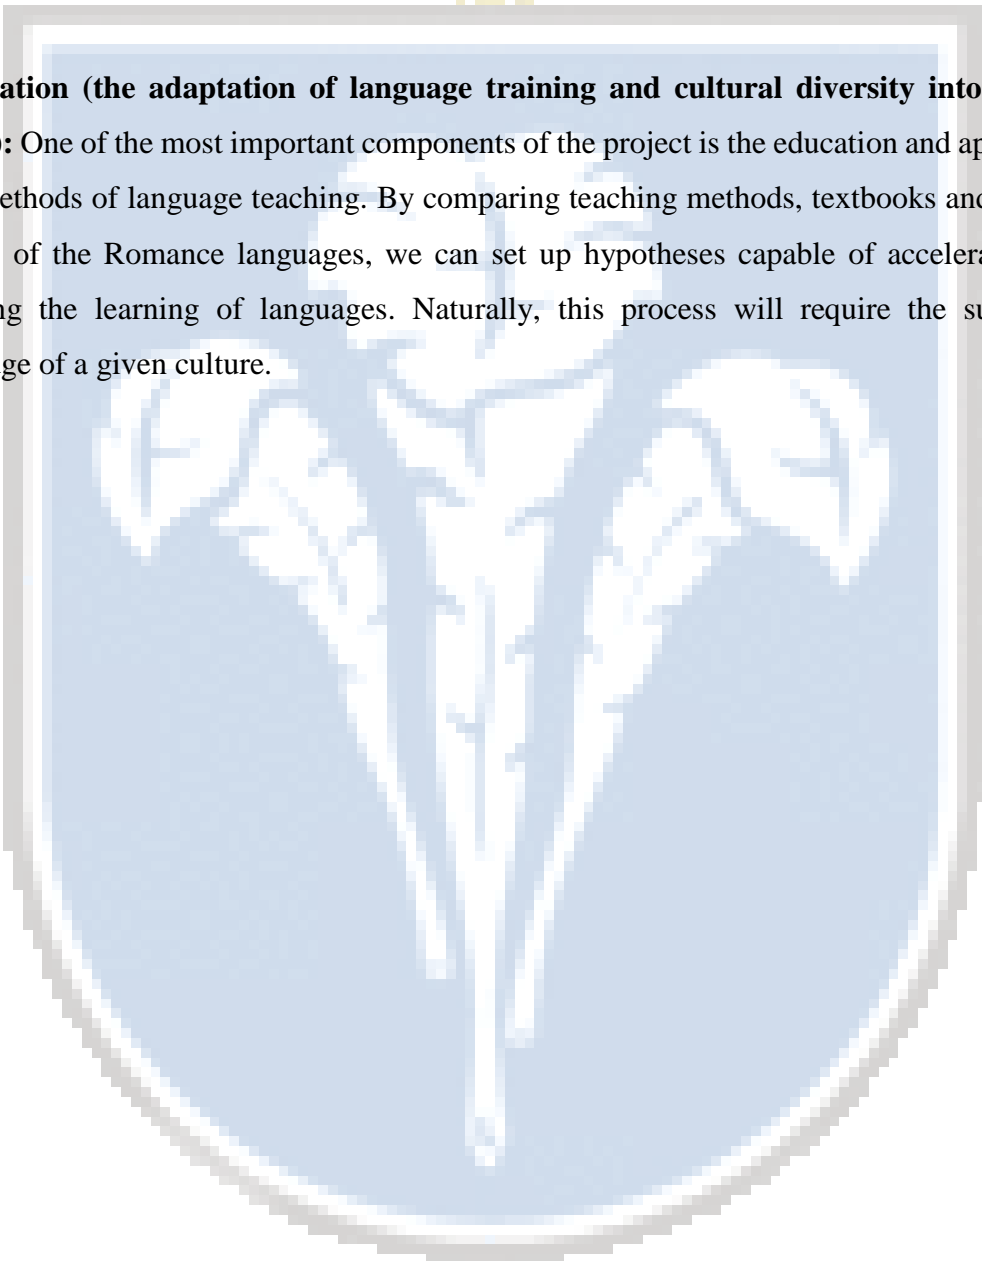 ation (the adaptation of language training and cultural diversity into
): One of the most important components of the project is the education and ap
ethods of language teaching. By comparing teaching methods, textbooks and
of the Romance languages, we can set up hypotheses capable of accelera
ng the learning of languages. Naturally, this process will require the su
ge of a given culture.